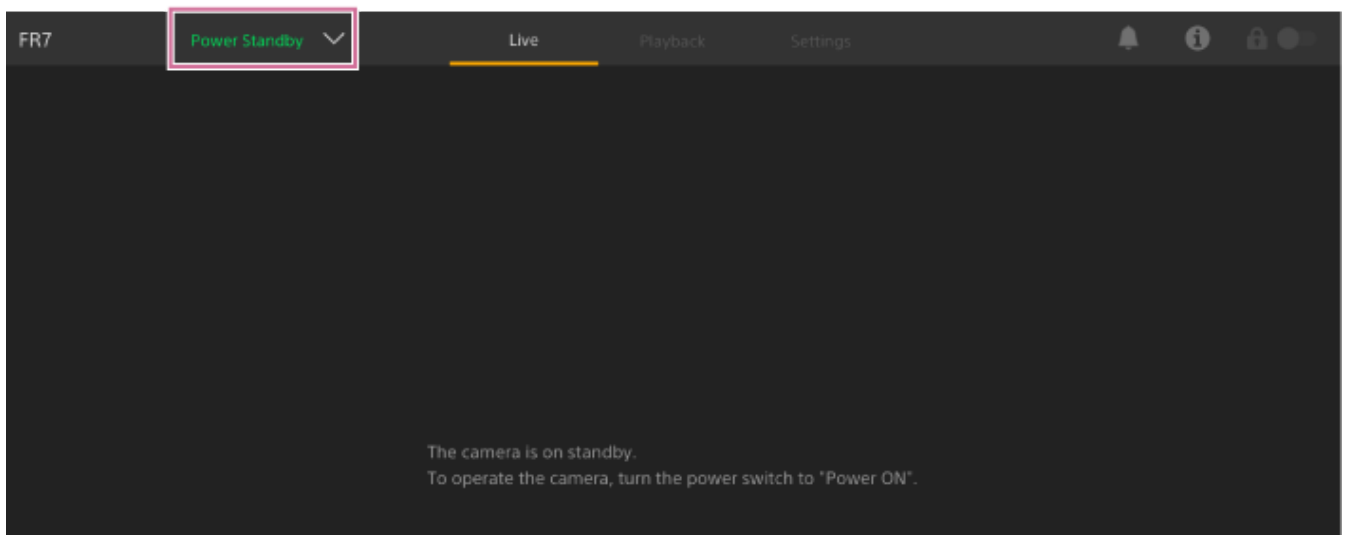 FR7
Power Standby
Live
Playback
Settings
The camera is on standby.
To operate the camera, turn the power switch to "Power ON".